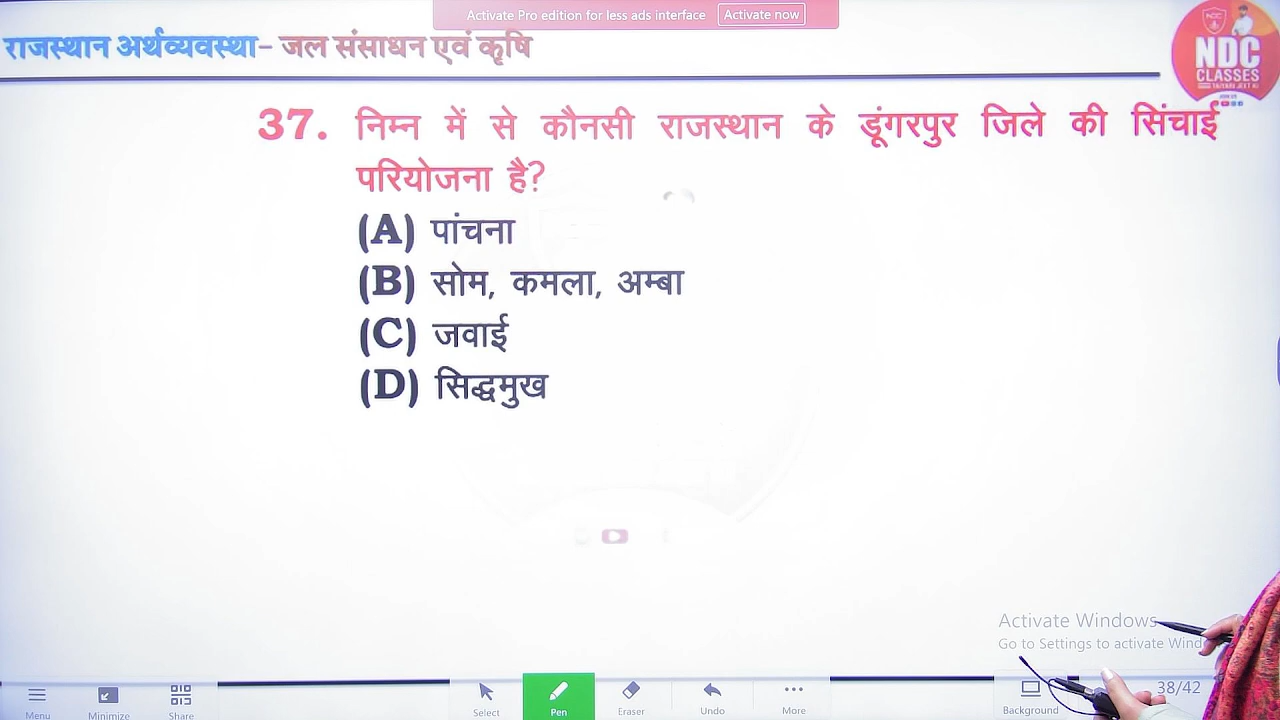 Activate Pro edition for less ads interface Activate now
राजस्थान अर्थव्यवस्था– जल संसाधन एवं कृषि
NCC
NDC
CLASSES
37. निम्न में से कौनसी राजस्थान के डूंगरपुर जिले की सिंचाई
परियोजना है?
(A) पांचना
(B) सोम, कमला, अम्बा
(C) जवाई
(D) सिद्धमुख
Activate Windows
Go to Settings to activate Wind
38/42
Menu Minimize Share Select Pen Eraser Undo More Background